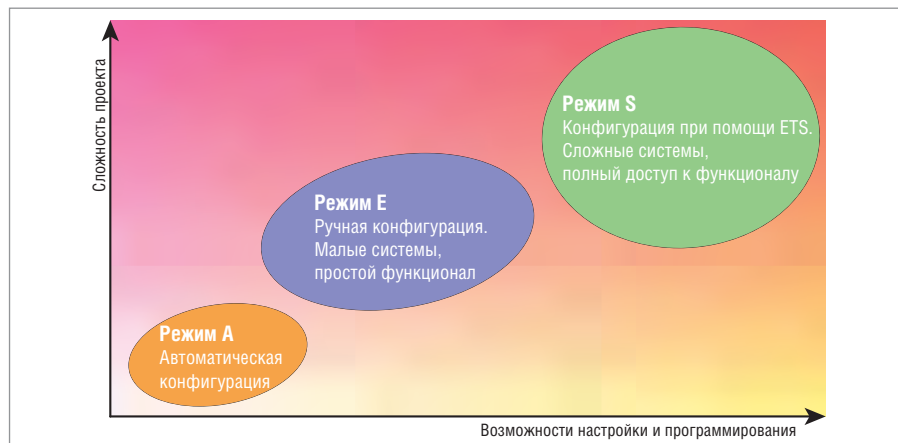 Сложность проекта
Режим S
Конфигурация при помощи ETS.
Сложные системы,
полный доступ к функционалу
Режим E
Ручная конфигурация.
Малые системы,
простой функционал
Режим A
Автоматическая
конфигурация
Возможности настройки и программирования